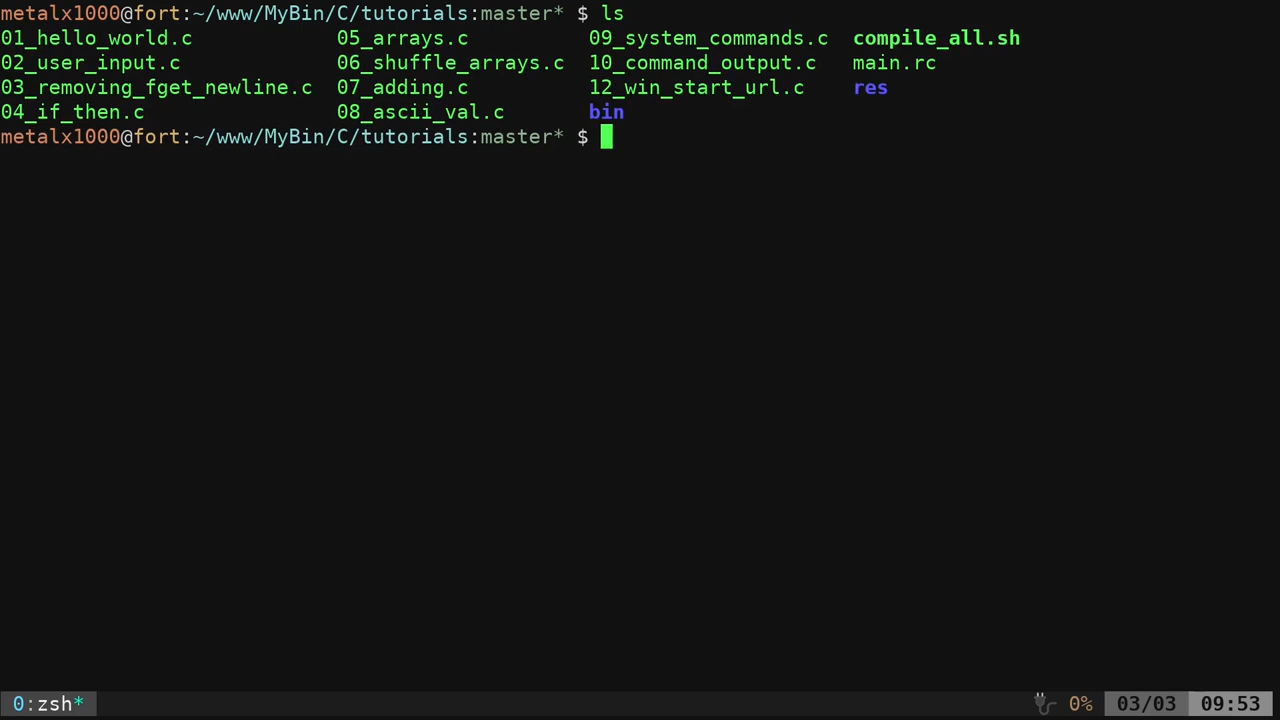 metalx1000@fort:~/www/MyBin/C/tutorials:master* $ ls
01_hello_world.c 05_arrays.c 09_system_commands.c compile_all.sh
02_user_input.c 06_shuffle_arrays.c 10_command_output.c main.rc
03_removing_fget_newline.c 07_adding.c 12_win_start_url.c res
04_if_then.c 08_ascii_val.c bin
metalx1000@fort:~/www/MyBin/C/tutorials:master* $
0:zsh* 0% 03/03 09:53